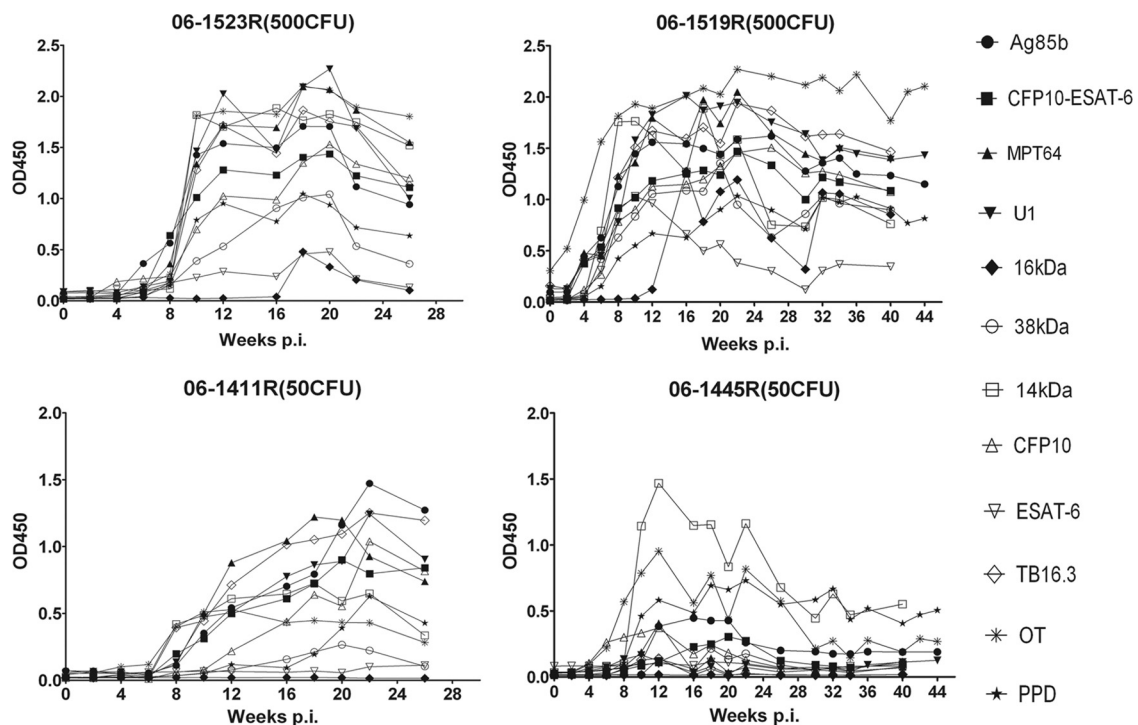 06-1523R(500CFU)
2.5
2.0
1.5
1.0
0.5
0.0
OD450
0 4 8 12 16 20 24 28
Weeks p.i.
06-1519R(500CFU)
2.5
2.0
1.5
1.0
0.5
0.0
OD450
0 4 8 12 16 20 24 28 32 36 40 44
Weeks p.i.
06-1411R(50CFU)
2.0
1.5
1.0
0.5
0.0
OD450
0 4 8 12 16 20 24 28
Weeks p.i.
06-1445R(50CFU)
2.0
1.5
1.0
0.5
0.0
OD450
0 4 8 12 16 20 24 28 32 36 40 44
Weeks p.i.
Ag85b
CFP10-ESAT-6
MPT64
U1
16kDa
38kDa
14kDa
CFP10
ESAT-6
TB16.3
OT
PPD